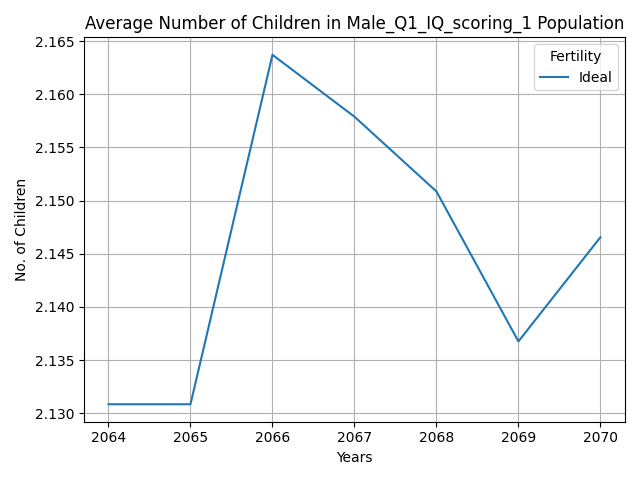 Average Number of Children in Male_Q1_IQ_scoring_1 Population
Fertility
Ideal
No. of Children
2.165
2.160
2.155
2.150
2.145
2.140
2.135
2.130
2064 2065 2066 2067 2068 2069 2070
Years